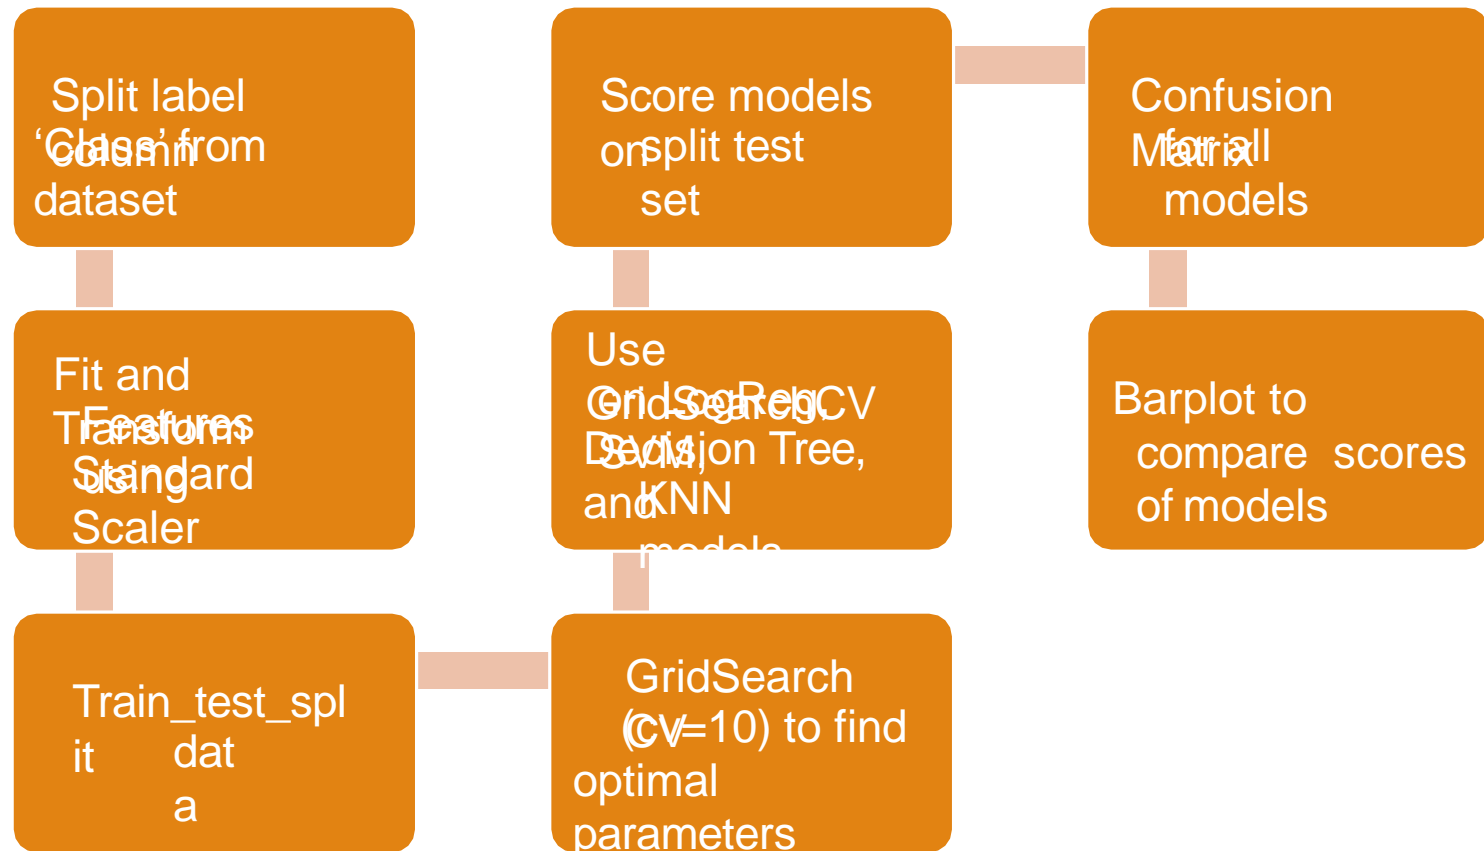 Split label
column
‘Class’ from
dataset
Fit and
Transform
Features
using
Standard
Scaler
Train_test_spl
it
dat
a
GridSearch
CV
(cv=10) to find
optimal
parameters
Use
GridSearchCV
on LogReg,
SVM,
Decision Tree,
and
KNN
models
Score models
on
split test
set
Confusion
Matrix
for all
models
Barplot to
compare scores
of models